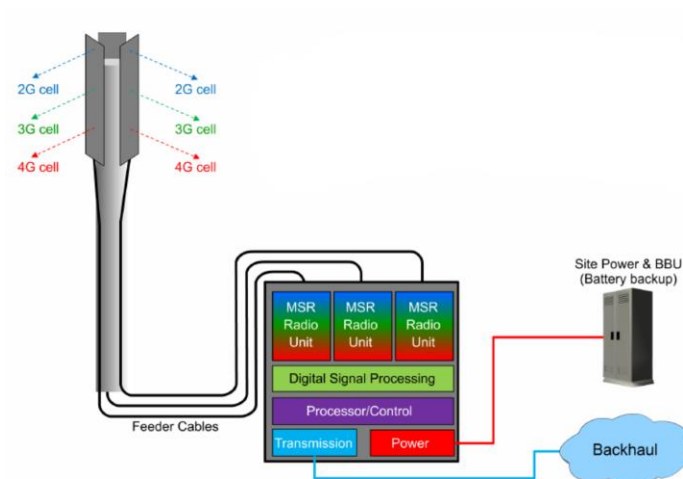 2G cell
2G cell
3G cell
3G cell
4G cell
4G cell
Site Power & BBU
(Battery backup)
MSR
Radio
Unit
MSR
Radio
Unit
MSR
Radio
Unit
Digital Signal Processing
Processor/Control
Feeder Cables
Transmission
Power
Backhaul